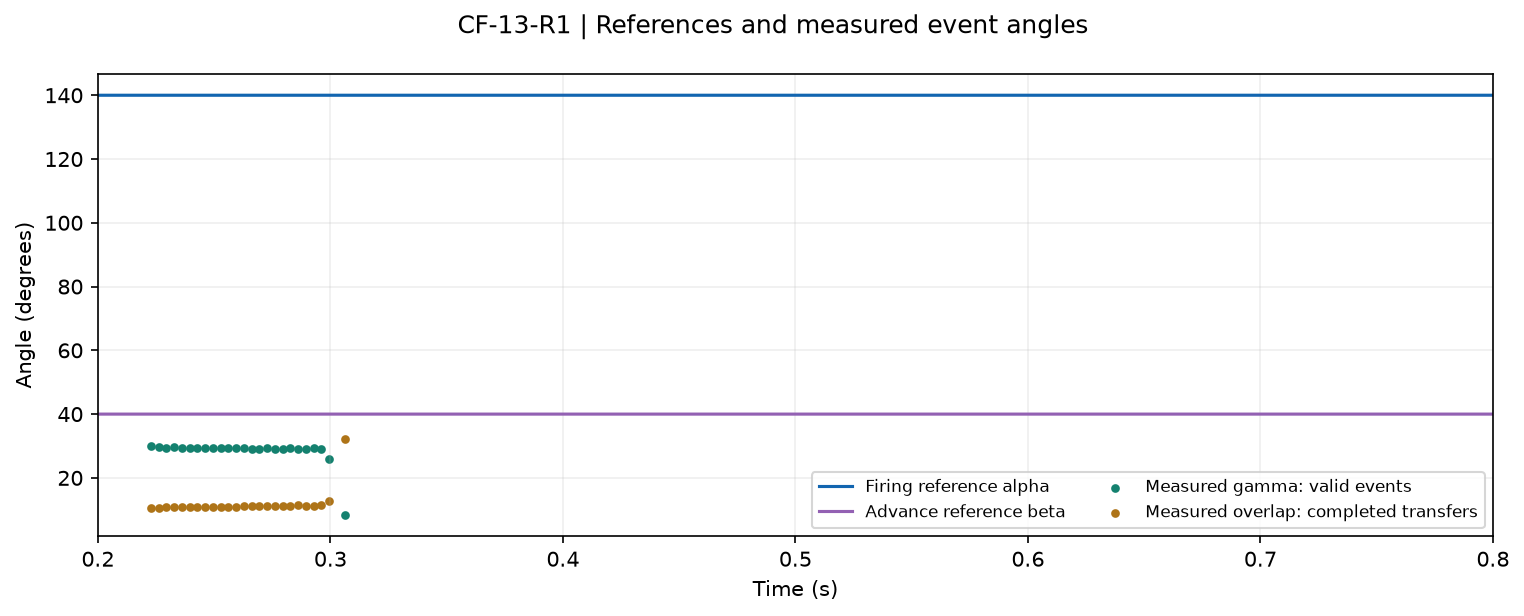 CF-13-R1 | References and measured event angles
Angle (degrees)
140
120
100
80
60
40
20
Firing reference alpha
Advance reference beta
Measured gamma: valid events
Measured overlap: completed transfers
0.2 0.3 0.4 0.5 0.6 0.7 0.8
Time (s)